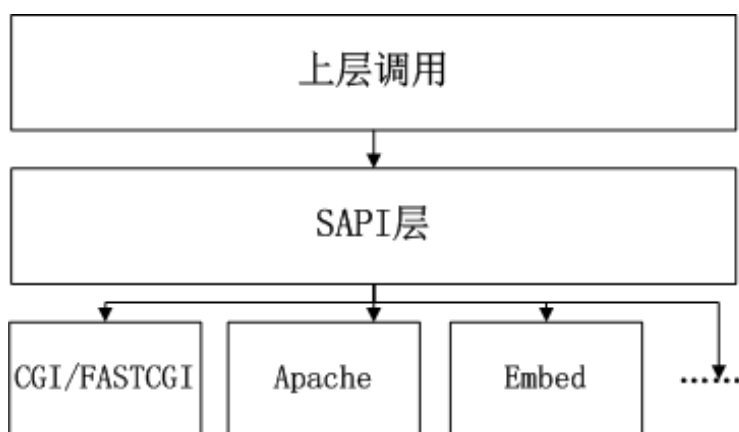 上层调用
SAPI层
CGI/FASTCGI
Apache
Embed
……